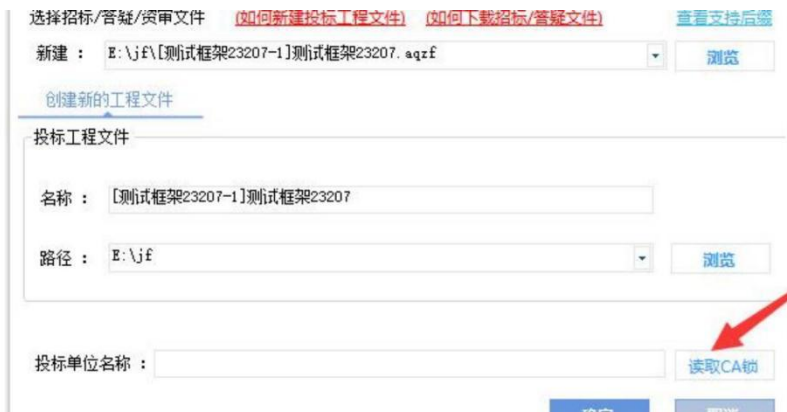 选择招标/答疑/资审文件 (如何新建投标工程文件) (如何下载招标/答疑文件) 查看支持后缀
新建 : E:\jf\[测试框架23207-1]测试框架23207.aqzf 浏览
创建新的工程文件
投标工程文件
名称 : [测试框架23207-1]测试框架23207
路径 : E:\jf 浏览
投标单位名称 : 读取CA锁